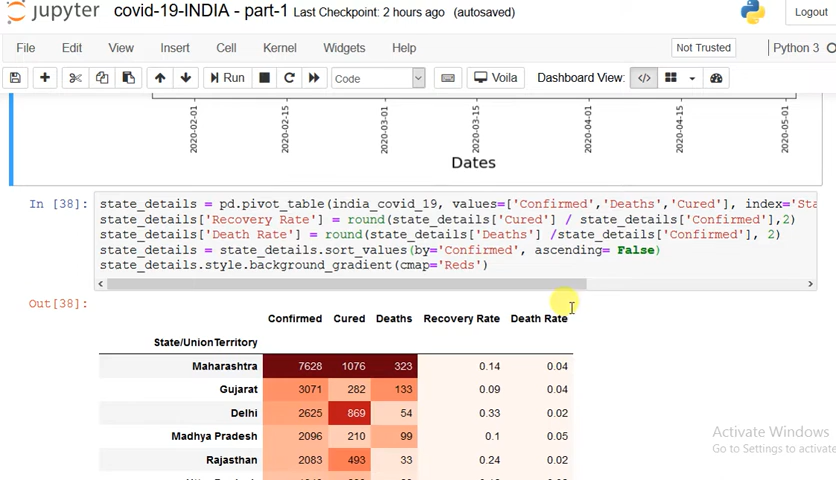 jupyter covid-19-INDIA - part-1 Last Checkpoint: 2 hours ago (autosaved) Logout
File Edit View Insert Cell Kernel Widgets Help Not Trusted Python 3
Run Code Voila Dashboard View:
2020-02-01 2020-02-15 2020-03-01 2020-03-15 2020-04-01 2020-04-15 2020-05-01
Dates
In [38]: state_details = pd.pivot_table(india_covid_19, values=['Confirmed','Deaths','Cured'], index='Sta
state_details['Recovery Rate'] = round(state_details['Cured'] / state_details['Confirmed'],2)
state_details['Death Rate'] = round(state_details['Deaths'] /state_details['Confirmed'], 2)
state_details = state_details.sort_values(by='Confirmed', ascending= False)
state_details.style.background_gradient(cmap='Reds')
Out[38]:
Confirmed Cured Deaths Recovery Rate Death Rate
State/UnionTerritory
Maharashtra 7628 1076 323 0.14 0.04
Gujarat 3071 282 133 0.09 0.04
Delhi 2625 869 54 0.33 0.02
Madhya Pradesh 2096 210 99 0.1 0.05
Rajasthan 2083 493 33 0.24 0.02
Activate Windows
Go to Settings to activate